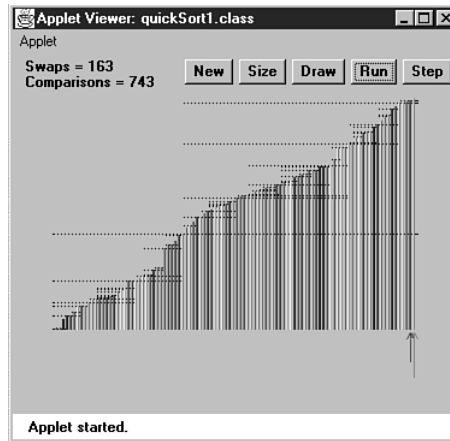 Applet Viewer: quickSort1.class
Applet
Swaps = 163
Comparisons = 743
New Size Draw Run Step
Applet started.